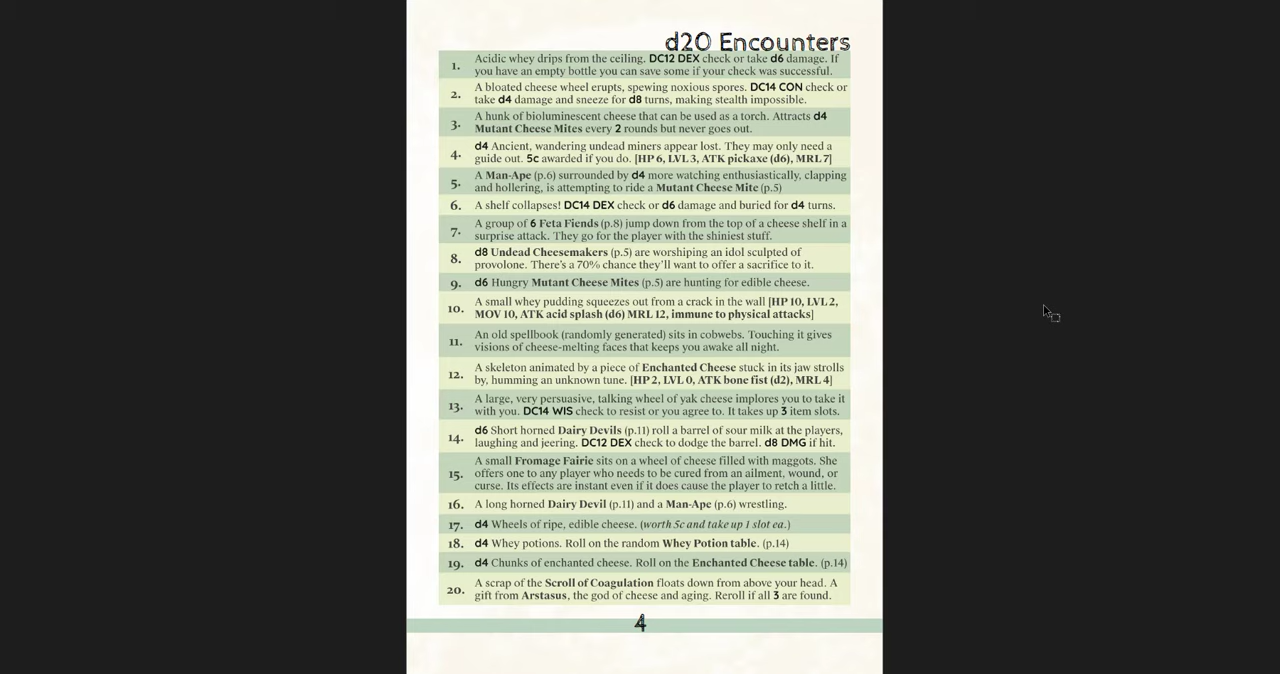 d20 Encounters
1. Acidic whey drips from the ceiling. DC12 DEX check or take d6 damage. If
you have an empty bottle you can save some if your check was successful.
2. A bloated cheese wheel erupts, spewing noxious spores. DC14 CON check or
take d4 damage and sneeze for d8 turns, making stealth impossible.
3. A hunk of bioluminescent cheese that can be used as a torch. Attracts d4
Mutant Cheese Mites every 2 rounds but never goes out.
4. d4 Ancient, wandering undead miners appear lost. They may only need a
guide out. 5c awarded if you do. [HP 6, LVL 3, ATK pickaxe (d6), MRL 7]
5. A Man-Ape (p.6) surrounded by d4 more watching enthusiastically, clapping
and hollering, is attempting to ride a Mutant Cheese Mite (p.5)
6. A shelf collapses! DC14 DEX check or d6 damage and buried for d4 turns.
7. A group of 6 Feta Fiends (p.8) jump down from the top of a cheese shelf in a
surprise attack. They go for the player with the shiniest stuff.
8. d8 Undead Cheesemakers (p.5) are worshiping an idol sculpted of
provolone. There's a 70% chance they'll want to offer a sacrifice to it.
9. d6 Hungry Mutant Cheese Mites (p.5) are hunting for edible cheese.
10. A small whey pudding squeezes out from a crack in the wall [HP 10, LVL 2,
MOV 10, ATK acid splash (d6) MRL 12, immune to physical attacks]
11. An old spellbook (randomly generated) sits in cobwebs. Touching it gives
visions of cheese-melting faces that keeps you awake all night.
12. A skeleton animated by a piece of Enchanted Cheese stuck in its jaw strolls
by, humming an unknown tune. [HP 2, LVL 0, ATK bone fist (d2), MRL 4]
13. A large, very persuasive, talking wheel of yak cheese implores you to take it
with you. DC14 WIS check to resist or you agree to. It takes up 3 item slots.
14. d6 Short horned Dairy Devils (p.11) roll a barrel of sour milk at the players,
laughing and jeering. DC12 DEX check to dodge the barrel. d8 DMG if hit.
15. A small Fromage Fairie sits on a wheel of cheese filled with maggots. She
offers one to any player who needs to be cured from an ailment, wound, or
curse. Its effects are instant even if it does cause the player to retch a little.
16. A long horned Dairy Devil (p.11) and a Man-Ape (p.6) wrestling.
17. d4 Wheels of ripe, edible cheese. (worth 5c and take up 1 slot ea.)
18. d4 Whey potions. Roll on the random Whey Potion table. (p.14)
19. d4 Chunks of enchanted cheese. Roll on the Enchanted Cheese table. (p.14)
20. A scrap of the Scroll of Coagulation floats down from above your head. A
gift from Arstasus, the god of cheese and aging. Reroll if all 3 are found.
4